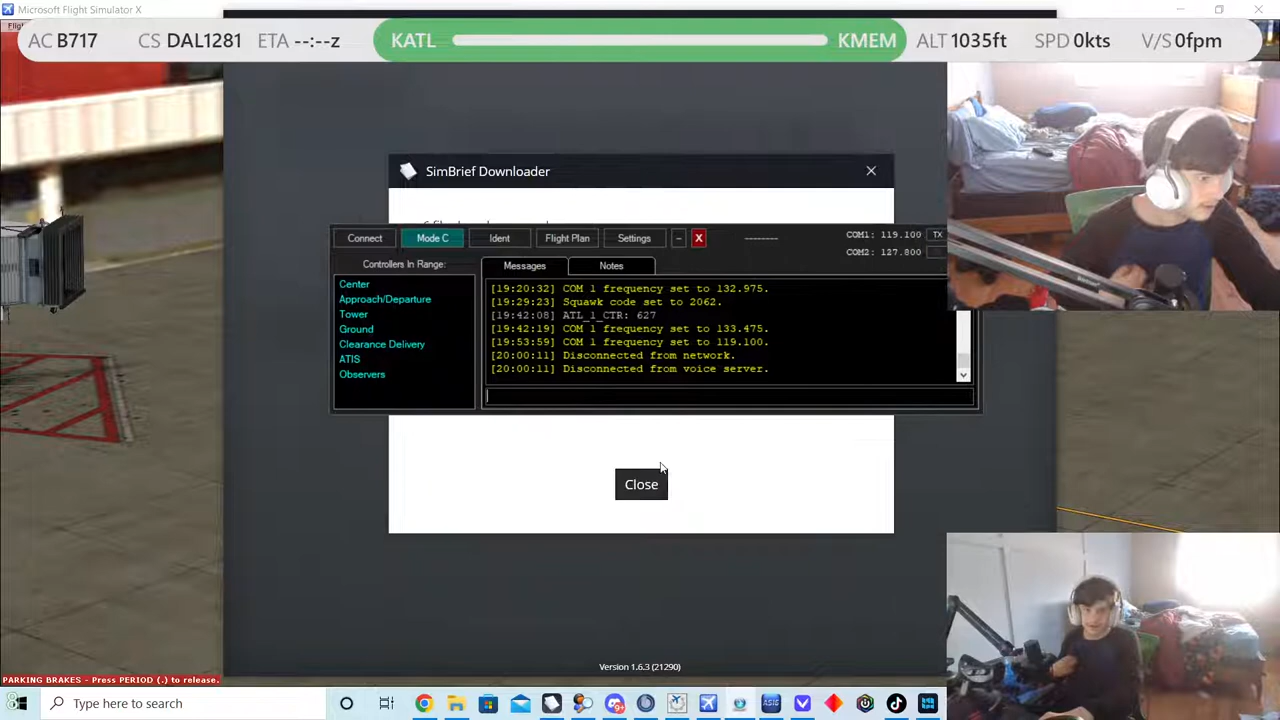 Microsoft Flight Simulator X
AC B717 CS DAL1281 ETA --:--z KATL KMEM ALT 1035ft SPD 0kts V/S 0fpm
SimBrief Downloader
Connect Mode C Ident Flight Plan Settings - X -------- COM1: 119.100 TX
COM2: 127.800
Controllers In Range:
Center
Approach/Departure
Tower
Ground
Clearance Delivery
ATIS
Observers
Messages Notes
[19:20:32] COM 1 frequency set to 132.975.
[19:29:23] Squawk code set to 2062.
[19:42:08] ATL_1_CTR: 627
[19:42:19] COM 1 frequency set to 133.475.
[19:53:59] COM 1 frequency set to 119.100.
[20:00:11] Disconnected from network.
[20:00:11] Disconnected from voice server.
Close
Version 1.6.3 (21290)
PARKING BRAKES - Press PERIOD (.) to release.
Type here to search